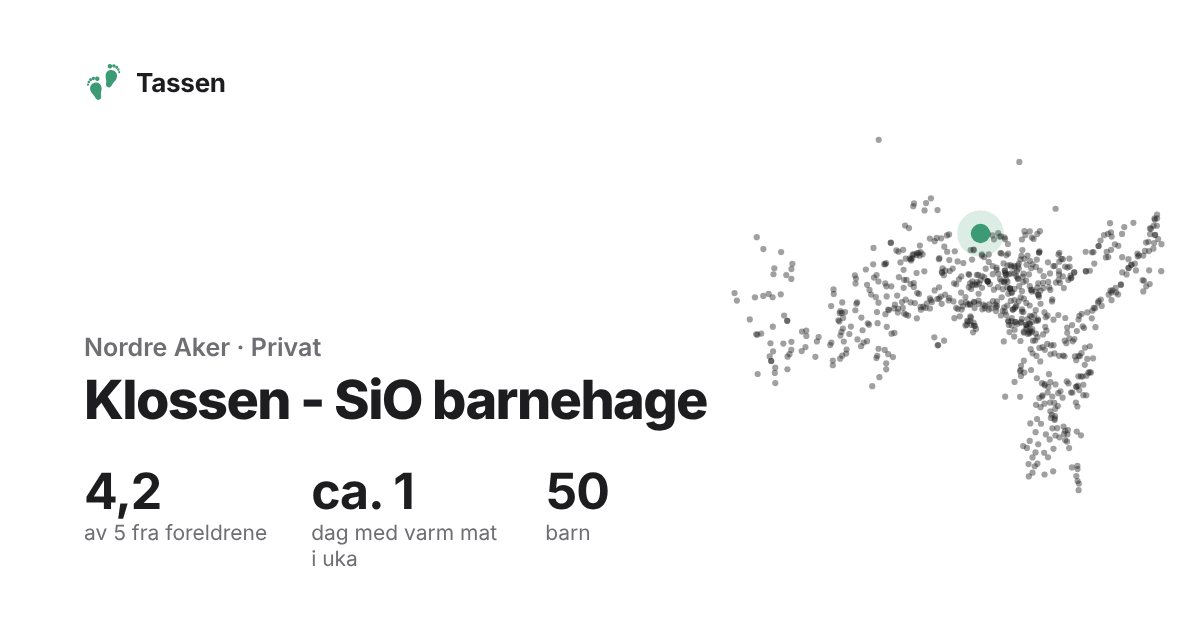 Tassen
Nordre Aker · Privat
Klossen - SiO barnehage
4,2
av 5 fra foreldrene
ca. 1
dag med varm mat
i uka
50
barn